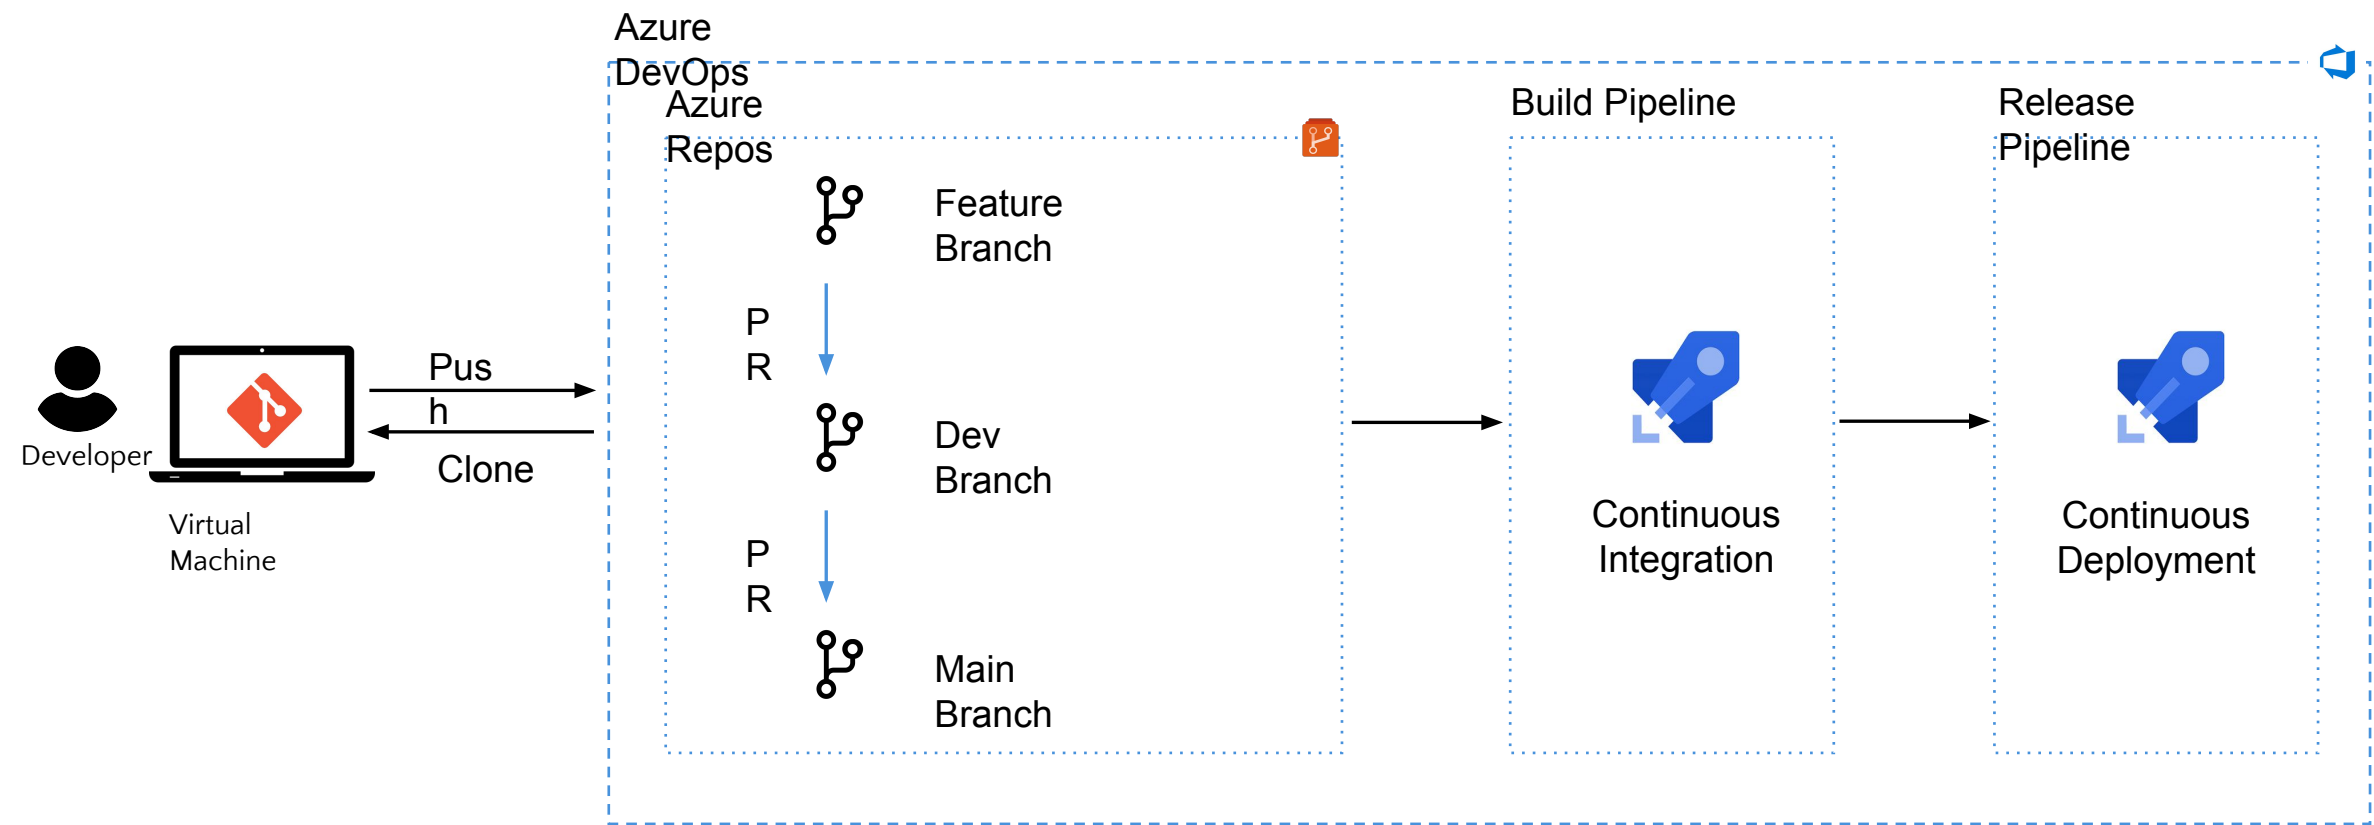 Azure
DevOps
Azure
Repos
Build Pipeline
Release
Pipeline
Feature
Branch
P
R
Pus
h
Clone
Developer
Virtual
Machine
Dev
Branch
P
R
Main
Branch
Continuous
Integration
Continuous
Deployment